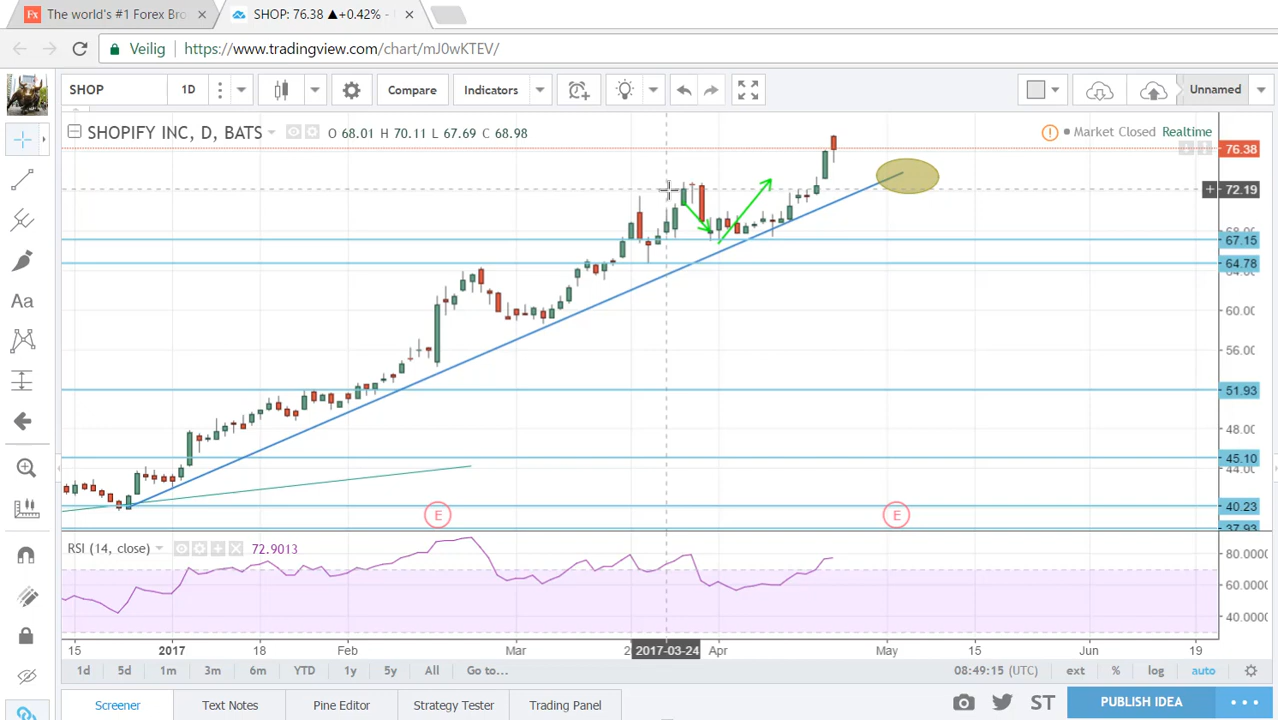 Fx The world's #1 Forex Bro
SHOP: 76.38 ▲+0.42% -
Veilig https://www.tradingview.com/chart/mJ0wKTEV/
SHOP 1D Compare Indicators Unnamed
SHOPIFY INC, D, BATS O 68.01 H 70.11 L 67.69 C 68.98 Market Closed Realtime
76.38
72.19
67.15
64.78
60.00
56.00
51.93
48.00
45.10
44.00
40.23
37.93
Aa
E E
RSI (14, close) 72.9013
80.0000
60.0000
40.0000
15 2017 18 Feb Mar 2017-03-24 Apr May 15 Jun 19
1d 5d 1m 3m 6m YTD 1y 5y All Go to... 08:49:15 (UTC) ext % log auto
Screener Text Notes Pine Editor Strategy Tester Trading Panel ST PUBLISH IDEA